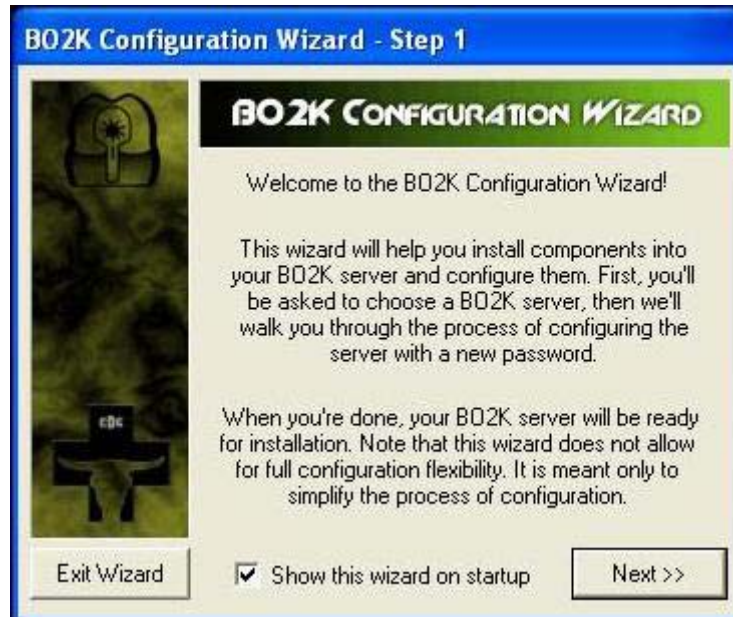 BO2K Configuration Wizard - Step 1
BO2K CONFIGURATION WIZARD
Welcome to the BO2K Configuration Wizard!
This wizard will help you install components into
your BO2K server and configure them. First, you'll
be asked to choose a BO2K server, then we'll
walk you through the process of configuring the
server with a new password.
cDc
When you're done, your BO2K server will be ready
for installation. Note that this wizard does not allow
for full configuration flexibility. It is meant only to
simplify the process of configuration.
Exit Wizard
Show this wizard on startup
Next >>